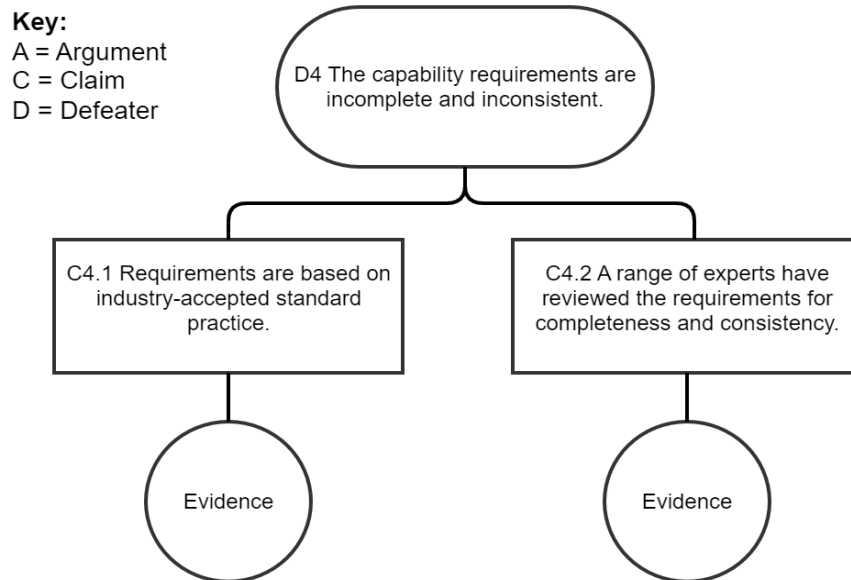 Key:
A = Argument
C = Claim
D = Defeater
D4 The capability requirements are
incomplete and inconsistent.
C4.1 Requirements are based on
industry-accepted standard
practice.
C4.2 A range of experts have
reviewed the requirements for
completeness and consistency.
Evidence
Evidence